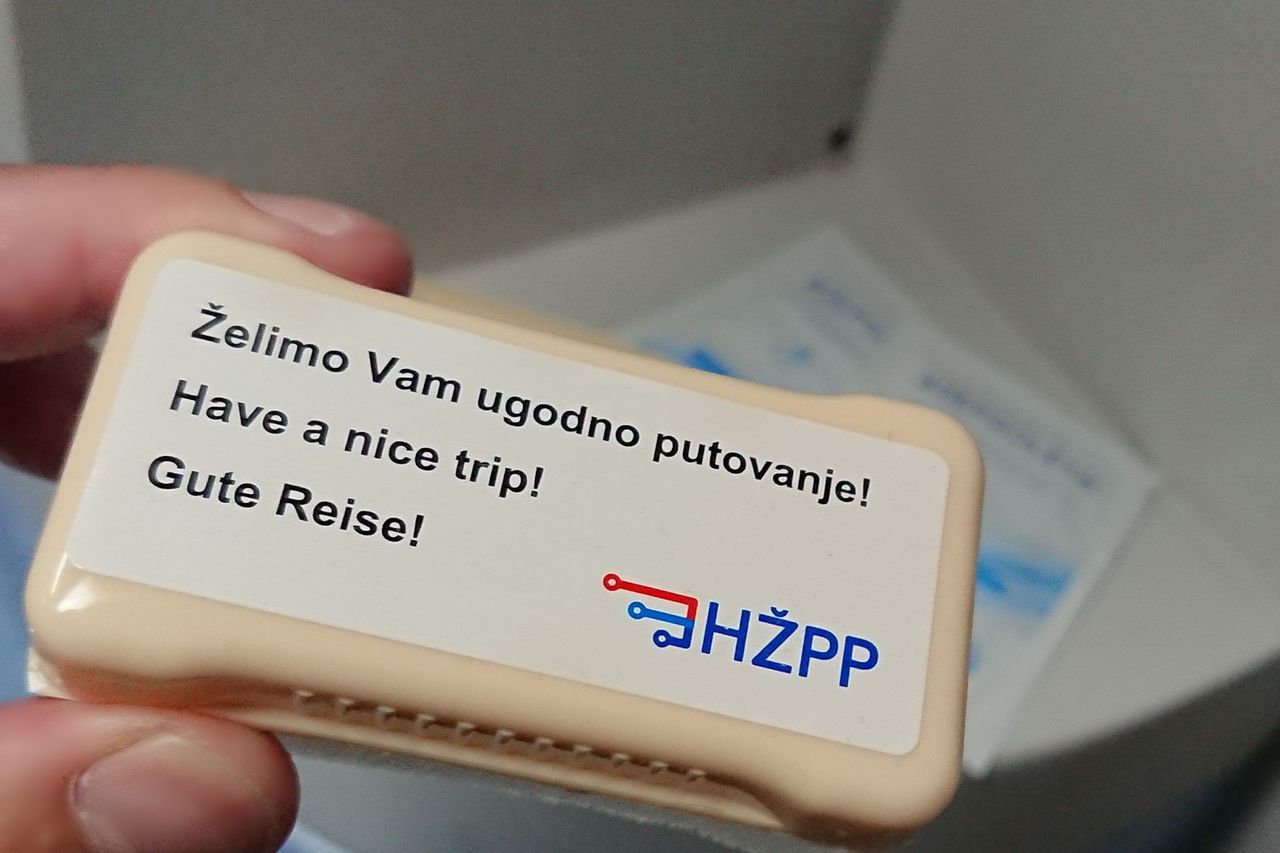 Želimo Vam ugodno putovanje!
Have a nice trip!
Gute Reise!
HŽPP